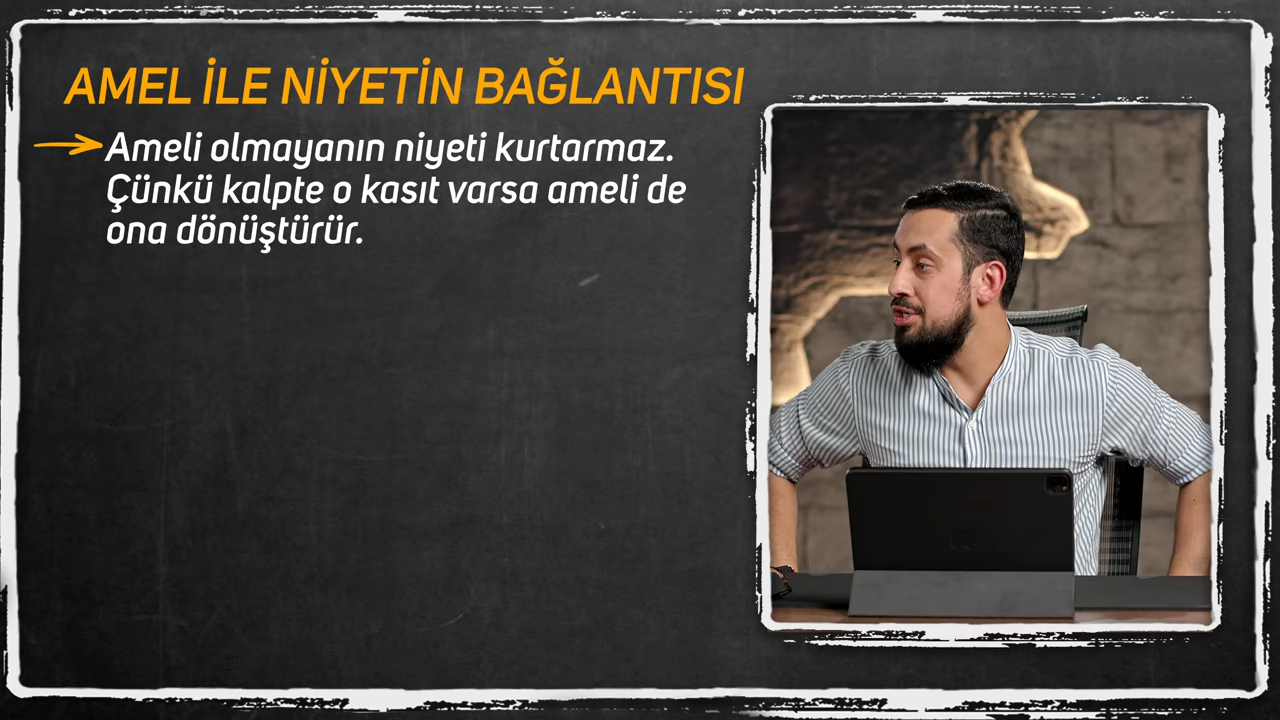 AMEL İLE NİYETİN BAĞLANTISI
Ameli olmayanın niyeti kurtarmaz.
Çünkü kalpte o kasıt varsa ameli de
ona dönüştürür.